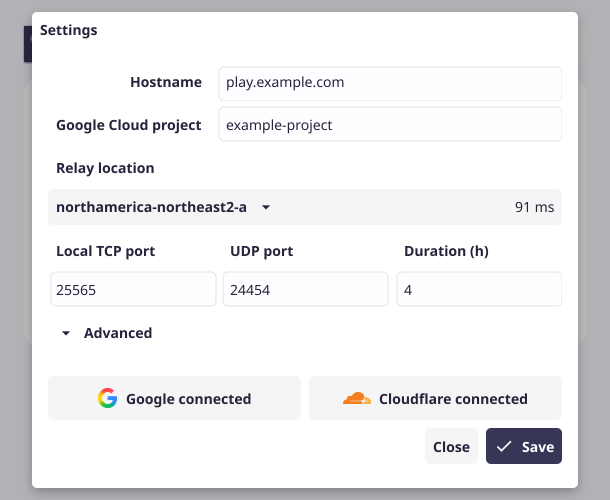 Settings
Hostname play.example.com
Google Cloud project example-project
Relay location
northamerica-northeast2-a 91 ms
Local TCP port UDP port Duration (h)
25565 24454 4
Advanced
Google connected Cloudflare connected
Close Save